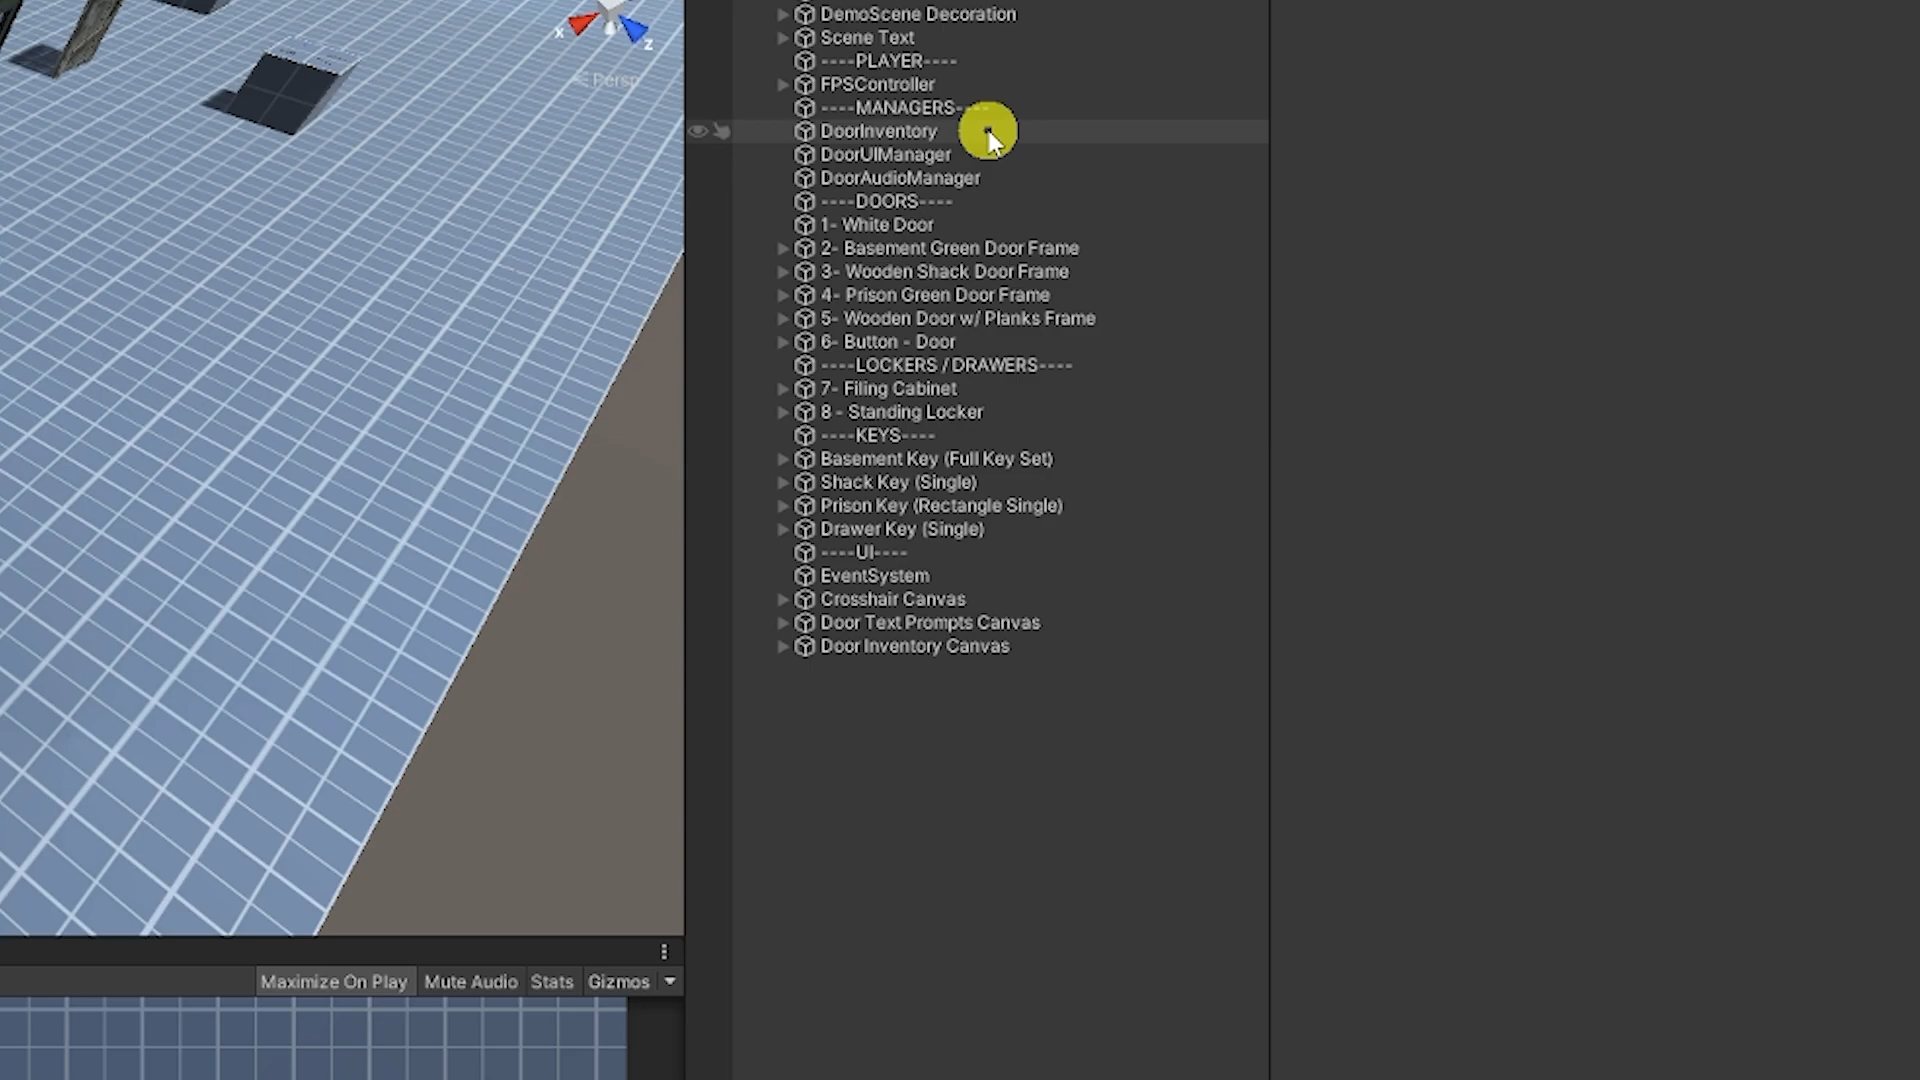 DemoScene Decoration
Scene Text
----PLAYER----
FPSController
----MANAGERS----
DoorInventory
DoorUIManager
DoorAudioManager
----DOORS----
1- White Door
2- Basement Green Door Frame
3- Wooden Shack Door Frame
4- Prison Green Door Frame
5- Wooden Door w/ Planks Frame
6- Button - Door
----LOCKERS / DRAWERS----
7- Filing Cabinet
8 - Standing Locker
----KEYS----
Basement Key (Full Key Set)
Shack Key (Single)
Prison Key (Rectangle Single)
Drawer Key (Single)
----UI----
EventSystem
Crosshair Canvas
Door Text Prompts Canvas
Door Inventory Canvas
x
z
Persp
Maximize On Play Mute Audio Stats Gizmos